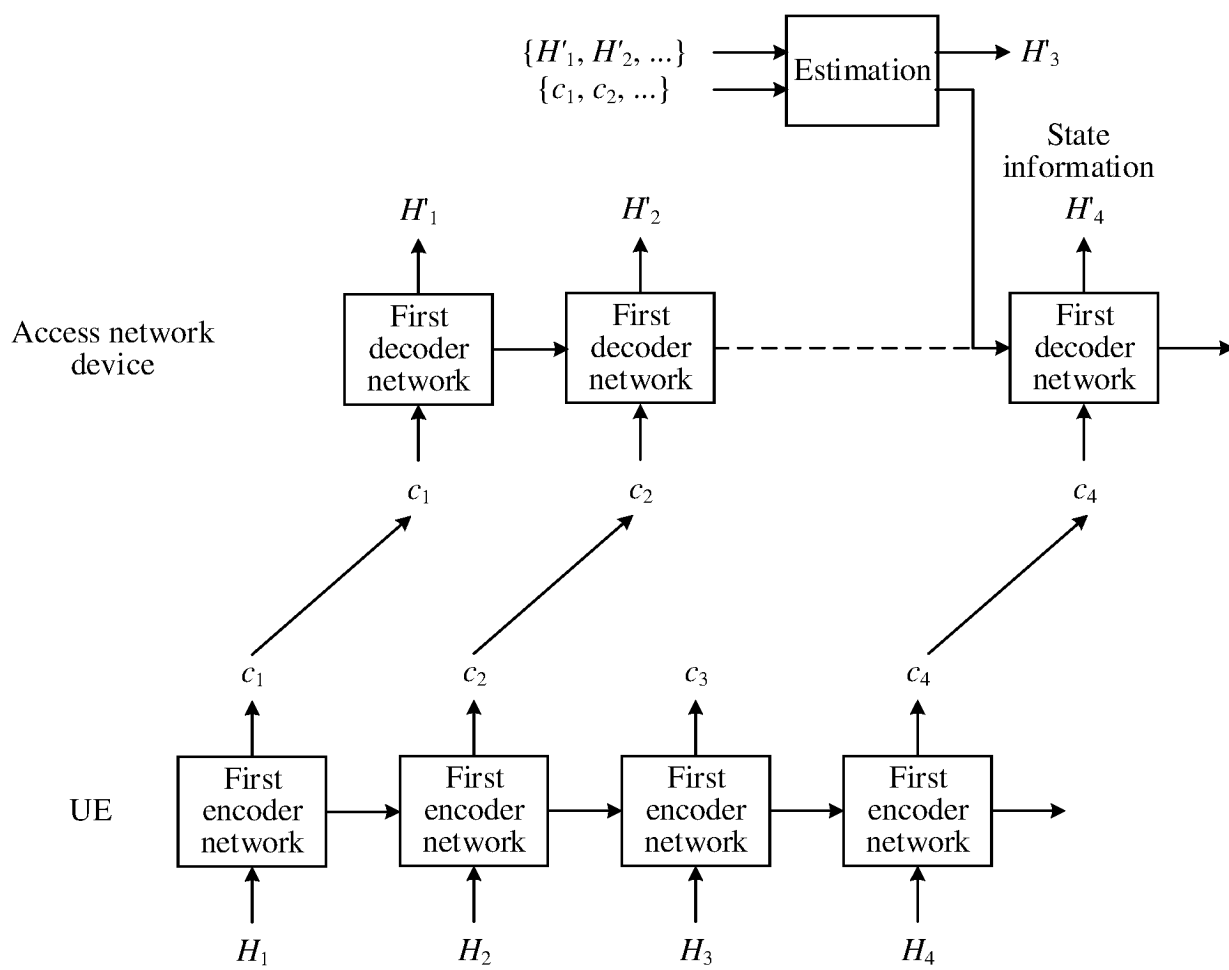 {H'₁, H'₂, ...}
{c₁, c₂, ...}
Estimation
H'₃
State
information
H'₁
H'₂
H'₄
Access network
device
First
decoder
network
First
decoder
network
First
decoder
network
c₁
c₂
c₄
c₁
c₂
c₃
c₄
UE
First
encoder
network
First
encoder
network
First
encoder
network
First
encoder
network
H₁
H₂
H₃
H₄